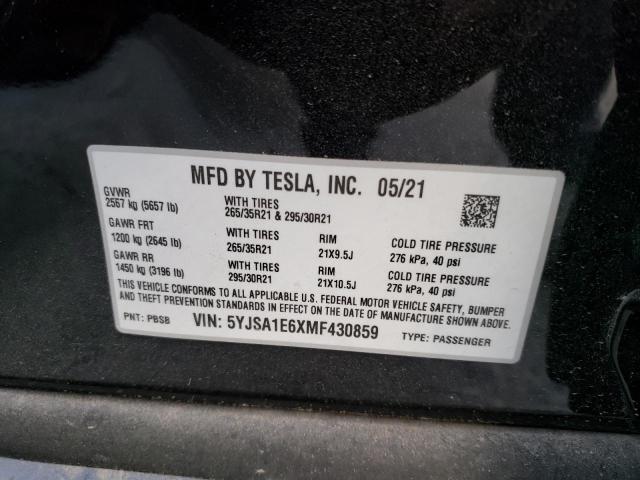 MFD BY TESLA, INC. 05/21
GVWR
2567 kg (5657 lb)
WITH TIRES
265/35R21 & 295/30R21
GAWR FRT
1200 kg (2645 lb)
WITH TIRES
265/35R21
RIM
21X9.5J
COLD TIRE PRESSURE
276 kPa, 40 psi
GAWR RR
1450 kg (3196 lb)
WITH TIRES
295/30R21
RIM
21X10.5J
COLD TIRE PRESSURE
276 kPa, 40 psi
THIS VEHICLE CONFORMS TO ALL APPLICABLE U.S. FEDERAL MOTOR VEHICLE SAFETY, BUMPER
AND THEFT PREVENTION STANDARDS IN EFFECT ON THE DATE OF MANUFACTURE SHOWN ABOVE.
PNT: PBSB
VIN: 5YJSA1E6XMF430859
TYPE: PASSENGER